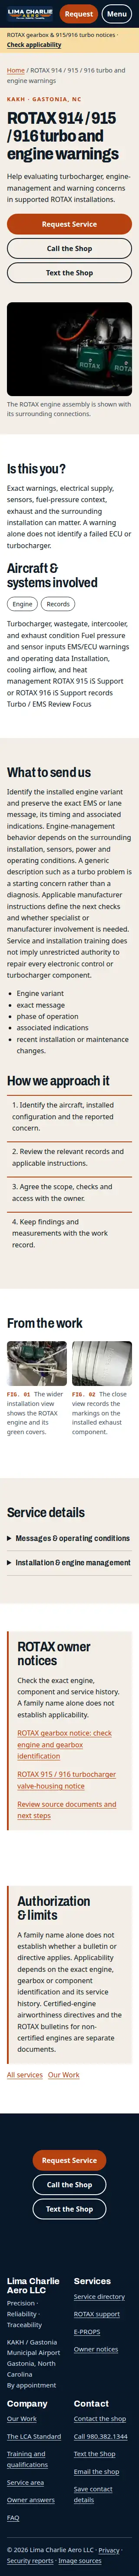 LIMA CHARLIE
AERO
Request
Menu
ROTAX gearbox & 915/916 turbo notices ·
Check applicability
Home / ROTAX 914 / 915 / 916 turbo and
engine warnings
KAKH · GASTONIA, NC
ROTAX 914 / 915
/ 916 turbo and
engine warnings
Help evaluating turbocharger, engine-
management and warning concerns
in supported ROTAX installations.
Request Service
Call the Shop
Text the Shop
The ROTAX engine assembly is shown with
its surrounding connections.
Is this you?
Exact warnings, electrical supply,
sensors, fuel-pressure context,
exhaust and the surrounding
installation can matter. A warning
alone does not identify a failed ECU or
turbocharger.
Aircraft &
systems involved
Engine
Records
Turbocharger, wastegate, intercooler,
and exhaust condition Fuel pressure
and sensor inputs EMS/ECU warnings
and operating data Installation,
cooling airflow, and heat
management ROTAX 915 iS Support
or ROTAX 916 iS Support records
Turbo / EMS Review Focus
What to send us
Identify the installed engine variant
and preserve the exact EMS or lane
message, its timing and associated
indications. Engine-management
behavior depends on the surrounding
installation, sensors, power and
operating conditions. A generic
description such as a turbo problem is
a starting concern rather than a
diagnosis. Applicable manufacturer
instructions define the next checks
and whether specialist or
manufacturer involvement is needed.
Service and installation training does
not imply unrestricted authority to
repair every electronic control or
turbocharger component.
• Engine variant
• exact message
• phase of operation
• associated indications
• recent installation or maintenance
changes.
How we approach it
1. Identify the aircraft, installed
configuration and the reported
concern.
2. Review the relevant records and
applicable instructions.
3. Agree the scope, checks and
access with the owner.
4. Keep findings and
measurements with the work
record.
From the work
FIG. 01 The wider
installation view
shows the ROTAX
engine and its
green covers.
FIG. 02 The close
view records the
markings on the
installed exhaust
component.
Service details
Messages & operating conditions
Installation & engine management
ROTAX owner
notices
Check the exact engine,
component and service history.
A family name alone does not
establish applicability.
ROTAX gearbox notice: check
engine and gearbox
identification
ROTAX 915 / 916 turbocharger
valve-housing notice
Review source documents and
next steps
Authorization
& limits
A family name alone does not
establish whether a bulletin or
directive applies. Applicability
depends on the exact engine,
gearbox or component
identification and its service
history. Certified-engine
airworthiness directives and the
ROTAX bulletins for non-
certified engines are separate
documents.
All services Our Work
Request Service
Call the Shop
Text the Shop
Lima Charlie
Aero LLC
Precision ·
Reliability ·
Traceability
KAKH / Gastonia
Municipal Airport
Gastonia, North
Carolina
By appointment
Services
Service directory
ROTAX support
E-PROPS
Owner notices
Company
Our Work
The LCA Standard
Training and
qualifications
Service area
Owner answers
FAQ
Contact
Contact the shop
Call 980.382.1344
Text the Shop
Email the shop
Save contact
details
© 2026 Lima Charlie Aero LLC · Privacy ·
Security reports · Image sources